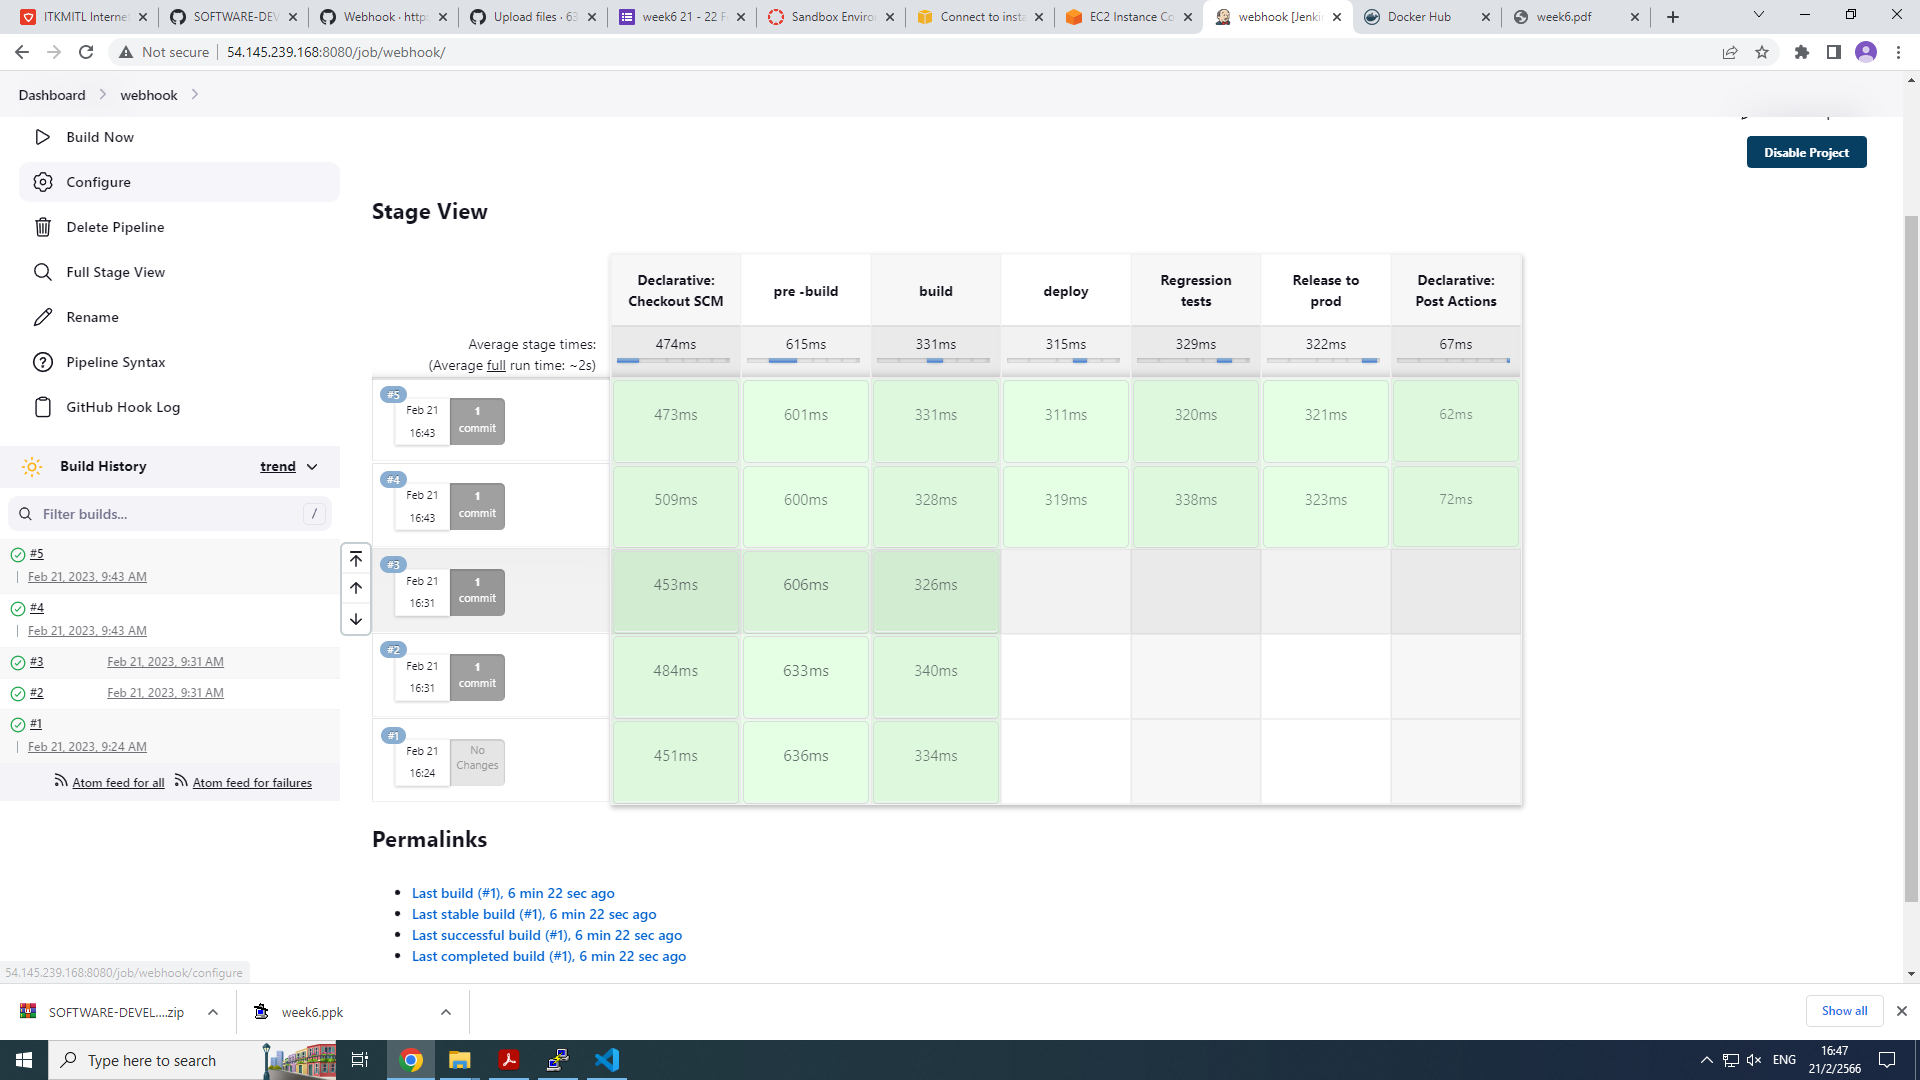 ITKMITL Internet
SOFTWARE-DEV
Webhook · http
Upload files · 63
week6 21 - 22 F
Sandbox Enviro
Connect to insta
EC2 Instance Co
webhook [Jenki
Docker Hub
week6.pdf
Not secure
54.145.239.168:8080/job/webhook/
Dashboard
webhook
Build Now
Configure
Delete Pipeline
Full Stage View
Rename
Pipeline Syntax
GitHub Hook Log
Build History
trend
Filter builds...
/
#5
Feb 21, 2023, 9:43 AM
#4
Feb 21, 2023, 9:43 AM
#3 Feb 21, 2023, 9:31 AM
#2 Feb 21, 2023, 9:31 AM
#1
Feb 21, 2023, 9:24 AM
Atom feed for all
Atom feed for failures
Disable Project
Stage View
Declarative: Checkout SCM
pre -build
build
deploy
Regression tests
Release to prod
Declarative: Post Actions
Average stage times:
(Average full run time: ~2s)
474ms 615ms 331ms 315ms 329ms 322ms 67ms
#5
Feb 21
16:43
1
commit
473ms 601ms 331ms 311ms 320ms 321ms 62ms
#4
Feb 21
16:43
1
commit
509ms 600ms 328ms 319ms 338ms 323ms 72ms
#3
Feb 21
16:31
1
commit
453ms 606ms 326ms
#2
Feb 21
16:31
1
commit
484ms 633ms 340ms
#1
Feb 21
16:24
No
Changes
451ms 636ms 334ms
Permalinks
Last build (#1), 6 min 22 sec ago
Last stable build (#1), 6 min 22 sec ago
Last successful build (#1), 6 min 22 sec ago
Last completed build (#1), 6 min 22 sec ago
54.145.239.168:8080/job/webhook/configure
SOFTWARE-DEVEL....zip
week6.ppk
Show all
Type here to search
ENG
16:47
21/2/2566